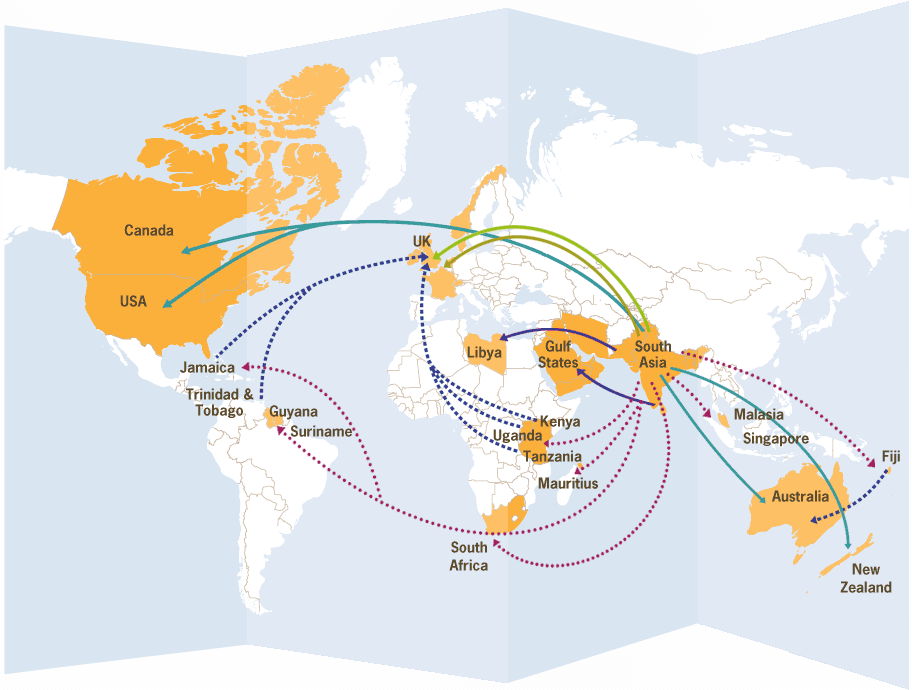 Canada
UK
USA
Libya
Gulf
States
South
Asia
Jamaica
Trinidad &
Tobago
Guyana
Suriname
Kenya
Uganda
Tanzania
Mauritius
Malasia
Singapore
Fiji
Australia
South
Africa
New
Zealand